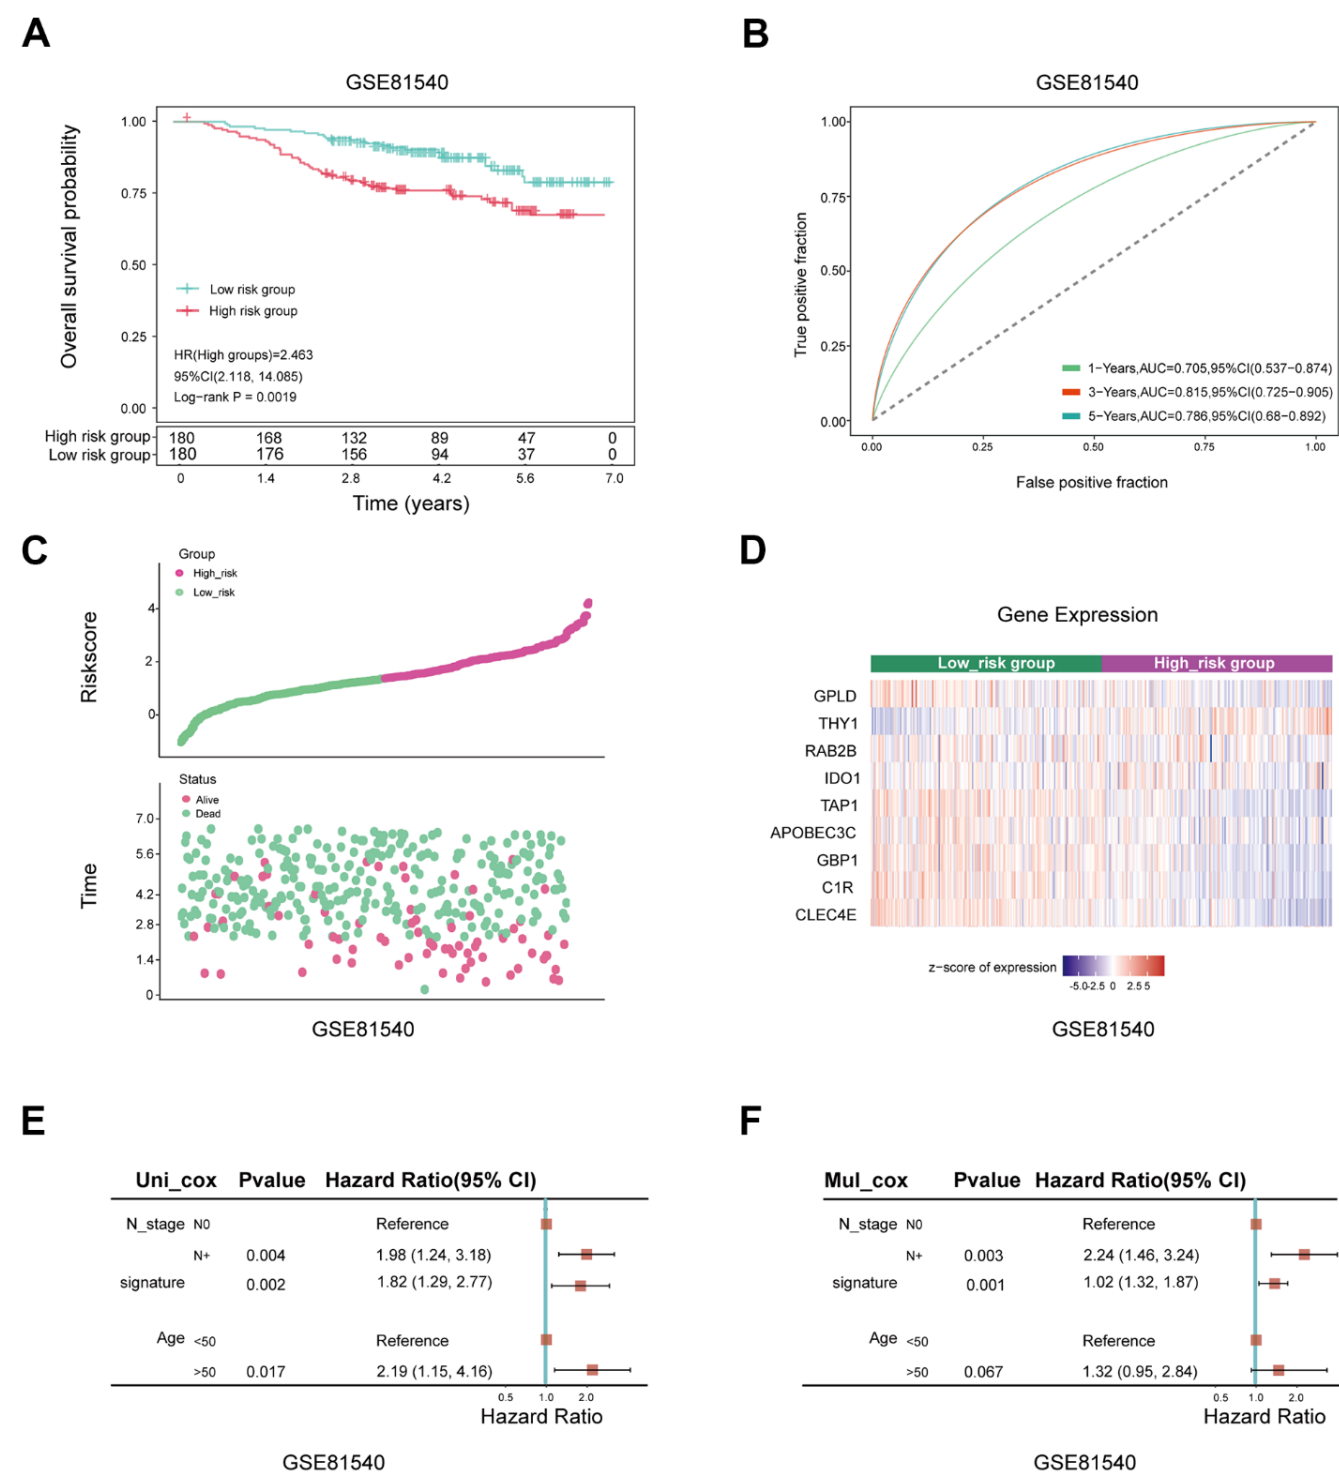 A
GSE81540
Overall survival probability
1.00
0.75
0.50
0.25
0.00
Low risk group
High risk group
HR(High groups)=2.463
95%CI(2.118, 14.085)
Log-rank P = 0.0019
High risk group 180 168 132 89 47 0
Low risk group 180 176 156 94 37 0
0 1.4 2.8 4.2 5.6 7.0
Time (years)
B
GSE81540
True positive fraction
1.00
0.75
0.50
0.25
0.00
1-Years,AUC=0.705,95%CI(0.537-0.874)
3-Years,AUC=0.815,95%CI(0.725-0.905)
5-Years,AUC=0.786,95%CI(0.68-0.892)
0.00 0.25 0.50 0.75 1.00
False positive fraction
C
Group
High_risk
Low_risk
Riskscore
4
2
0
Status
Alive
Dead
Time
7.0
5.6
4.2
2.8
1.4
0
GSE81540
D
Gene Expression
Low_risk group High_risk group
GPLD
THY1
RAB2B
IDO1
TAP1
APOBEC3C
GBP1
C1R
CLEC4E
z-score of expression
-5.0 -2.5 0 2.5 5
GSE81540
E
Uni_cox Pvalue Hazard Ratio(95% CI)
N_stage N0 Reference
N+ 0.004 1.98 (1.24, 3.18)
signature 0.002 1.82 (1.29, 2.77)
Age <50 Reference
>50 0.017 2.19 (1.15, 4.16)
0.5 1.0 2.0
Hazard Ratio
GSE81540
F
Mul_cox Pvalue Hazard Ratio(95% CI)
N_stage N0 Reference
N+ 0.003 2.24 (1.46, 3.24)
signature 0.001 1.02 (1.32, 1.87)
Age <50 Reference
>50 0.067 1.32 (0.95, 2.84)
0.5 1.0 2.0
Hazard Ratio
GSE81540